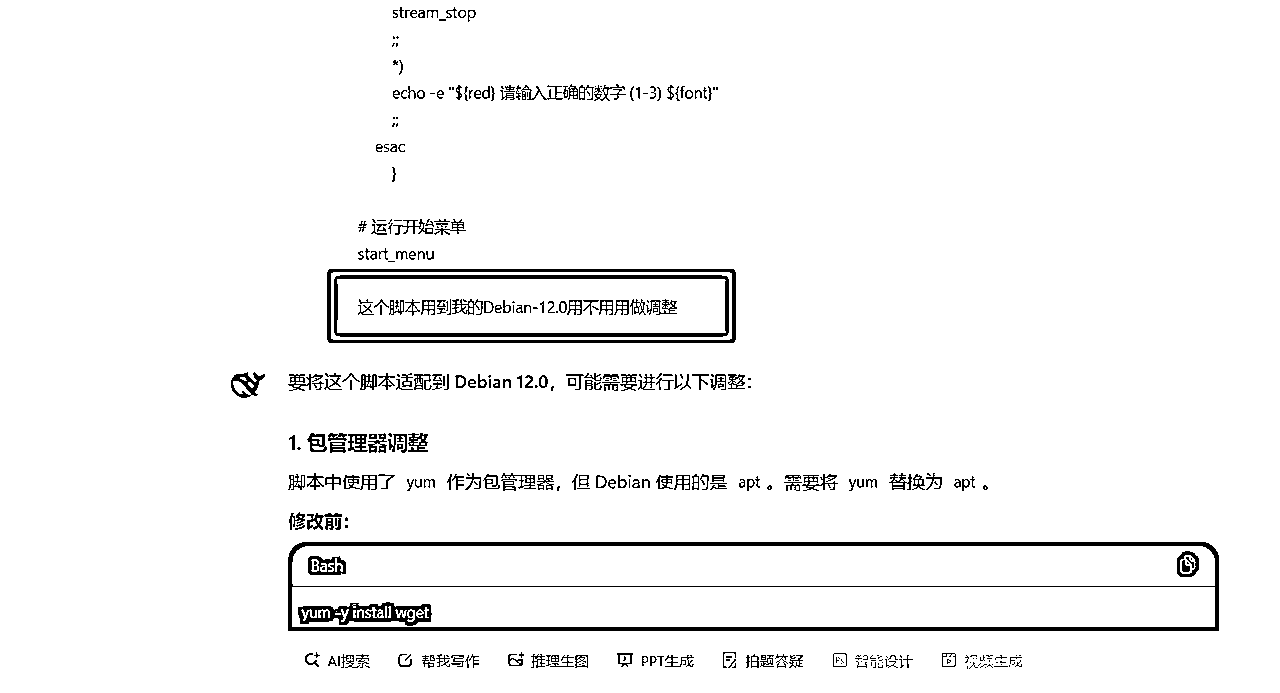 stream_stop
;;
*)
echo -e "${red} 请输入正确的数字 (1-3) ${font}"
;;
esac
}
# 运行开始菜单
start_menu
这个脚本用到我的Debian-12.0用不用用做调整
要将这个脚本适配到 Debian 12.0，可能需要进行以下调整：
1. 包管理器调整
脚本中使用了 yum 作为包管理器，但 Debian 使用的是 apt 。需要将 yum 替换为 apt 。
修改前：
Bash
yum -y install wget
AI搜索 帮我写作 推理生图 PPT生成 拍题答疑 智能设计 视频生成